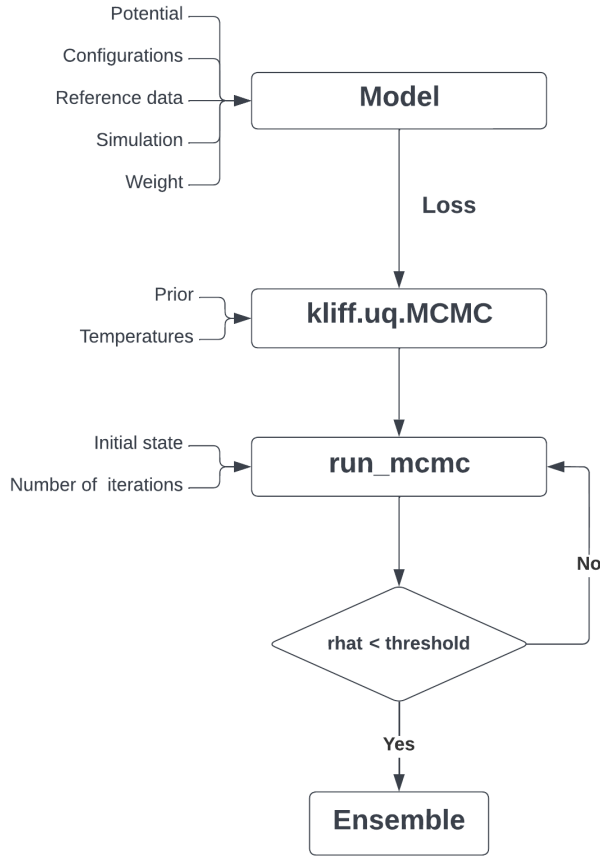 Potential
Configurations
Reference data
Simulation
Weight
Model
Loss
Prior
Temperatures
kliff.uq.MCMC
Initial state
Number of iterations
run_mcmc
No
rhat < threshold
Yes
Ensemble